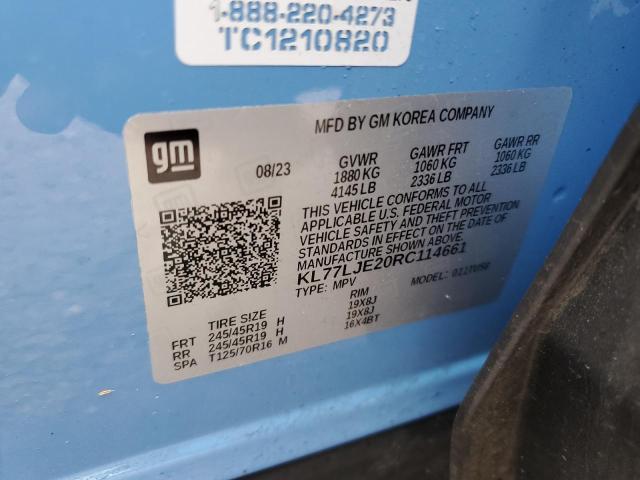 1-888-220-4273
TC1210820
gm
MFD BY GM KOREA COMPANY
08/23
GVWR
1880 KG
4145 LB
GAWR FRT
1060 KG
2336 LB
GAWR RR
1060 KG
2336 LB
THIS VEHICLE CONFORMS TO ALL
APPLICABLE U.S. FEDERAL MOTOR
VEHICLE SAFETY AND THEFT PREVENTION
STANDARDS IN EFFECT ON THE DATE OF
MANUFACTURE SHOWN ABOVE.
KL77LJE20RC114661
TYPE: MPV
MODEL:
TIRE SIZE
RIM
FRT 245/45R19 H 19X8J
RR 245/45R19 H 19X8J
SPA T125/70R16 M 16X4BT